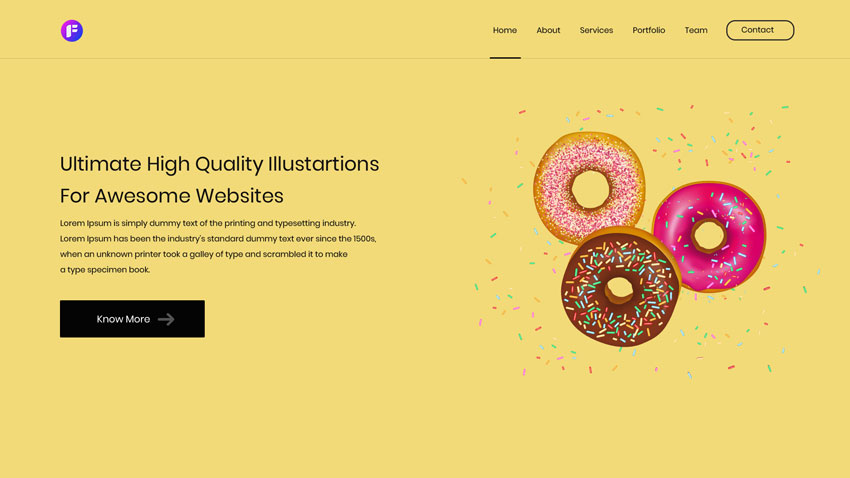 F
Home About Services Portfolio Team Contact
Ultimate High Quality Illustartions
For Awesome Websites
Lorem Ipsum is simply dummy text of the printing and typesetting industry.
Lorem Ipsum has been the industry's standard dummy text ever since the 1500s,
when an unknown printer took a galley of type and scrambled it to make
a type specimen book.
Know More